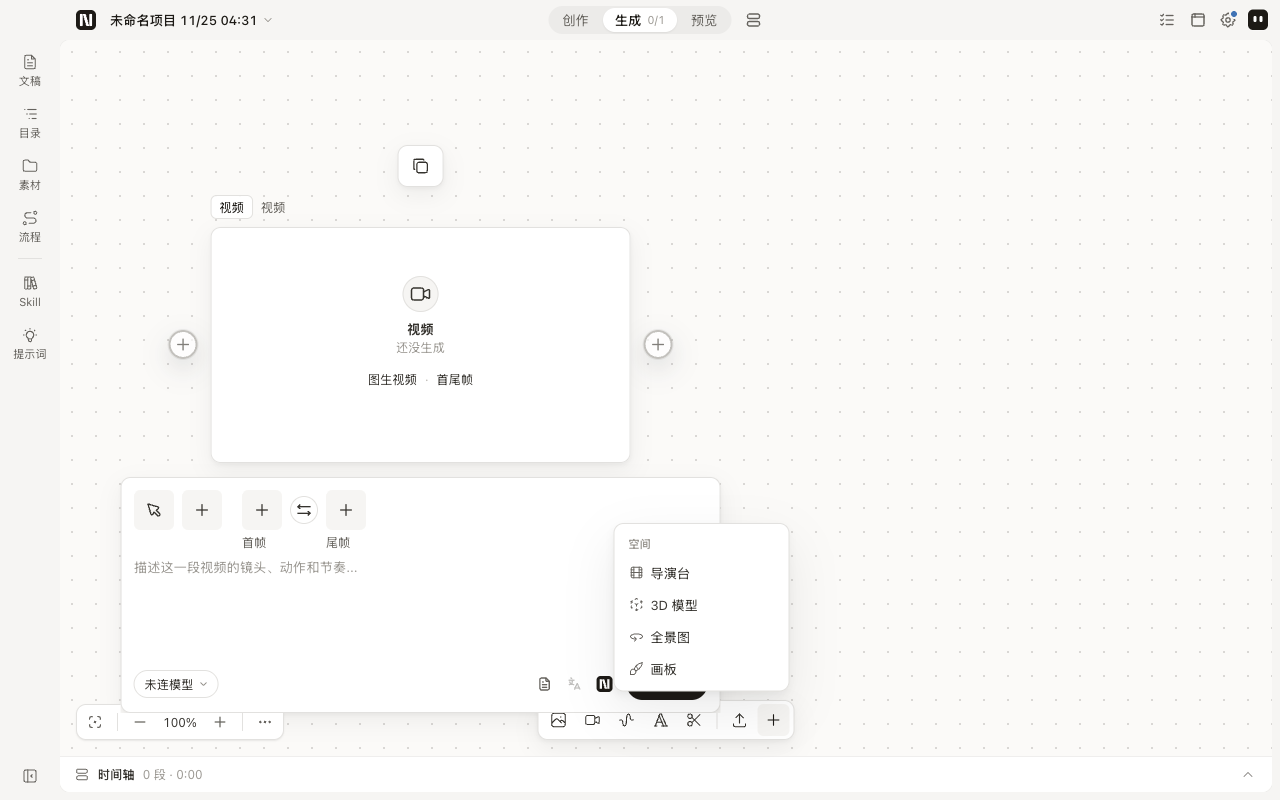 未命名项目 11/25 04:31
创作
生成 0/1
预览
文稿
目录
素材
流程
Skill
提示词
视频 视频
视频
还没生成
图生视频 · 首尾帧
首帧 尾帧
描述这一段视频的镜头、动作和节奏...
空间
导演台
3D 模型
全景图
画板
未连模型
100%
时间轴 0 段 · 0:00